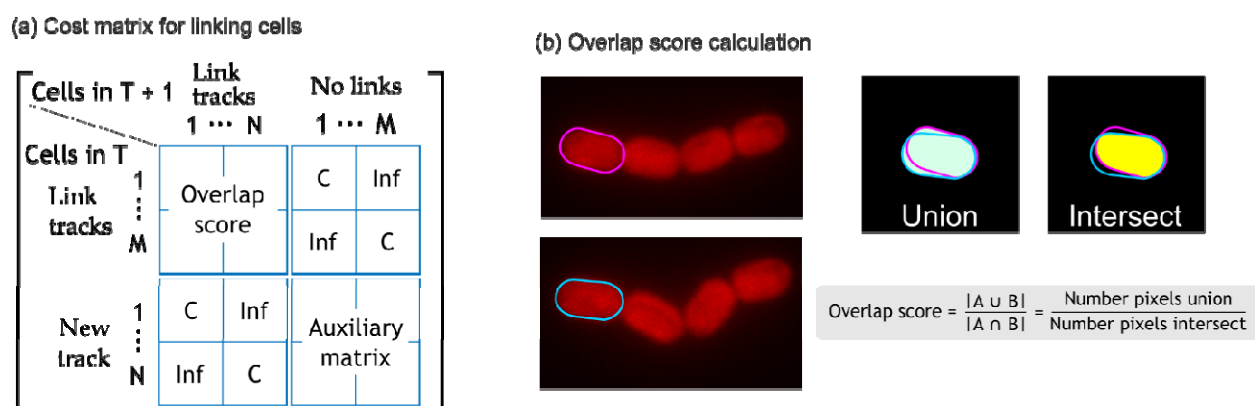 (a) Cost matrix for linking cells
Cells in T + 1
Link
tracks
No links
1 ··· N
1 ··· M
Cells in T
Link
tracks
1
⋮
M
Overlap
score
C
Inf
Inf
C
New
track
1
⋮
N
C
Inf
Inf
C
Auxiliary
matrix
(b) Overlap score calculation
Union
Intersect
Overlap score = |A ∪ B| / |A ∩ B| = Number pixels union / Number pixels intersect